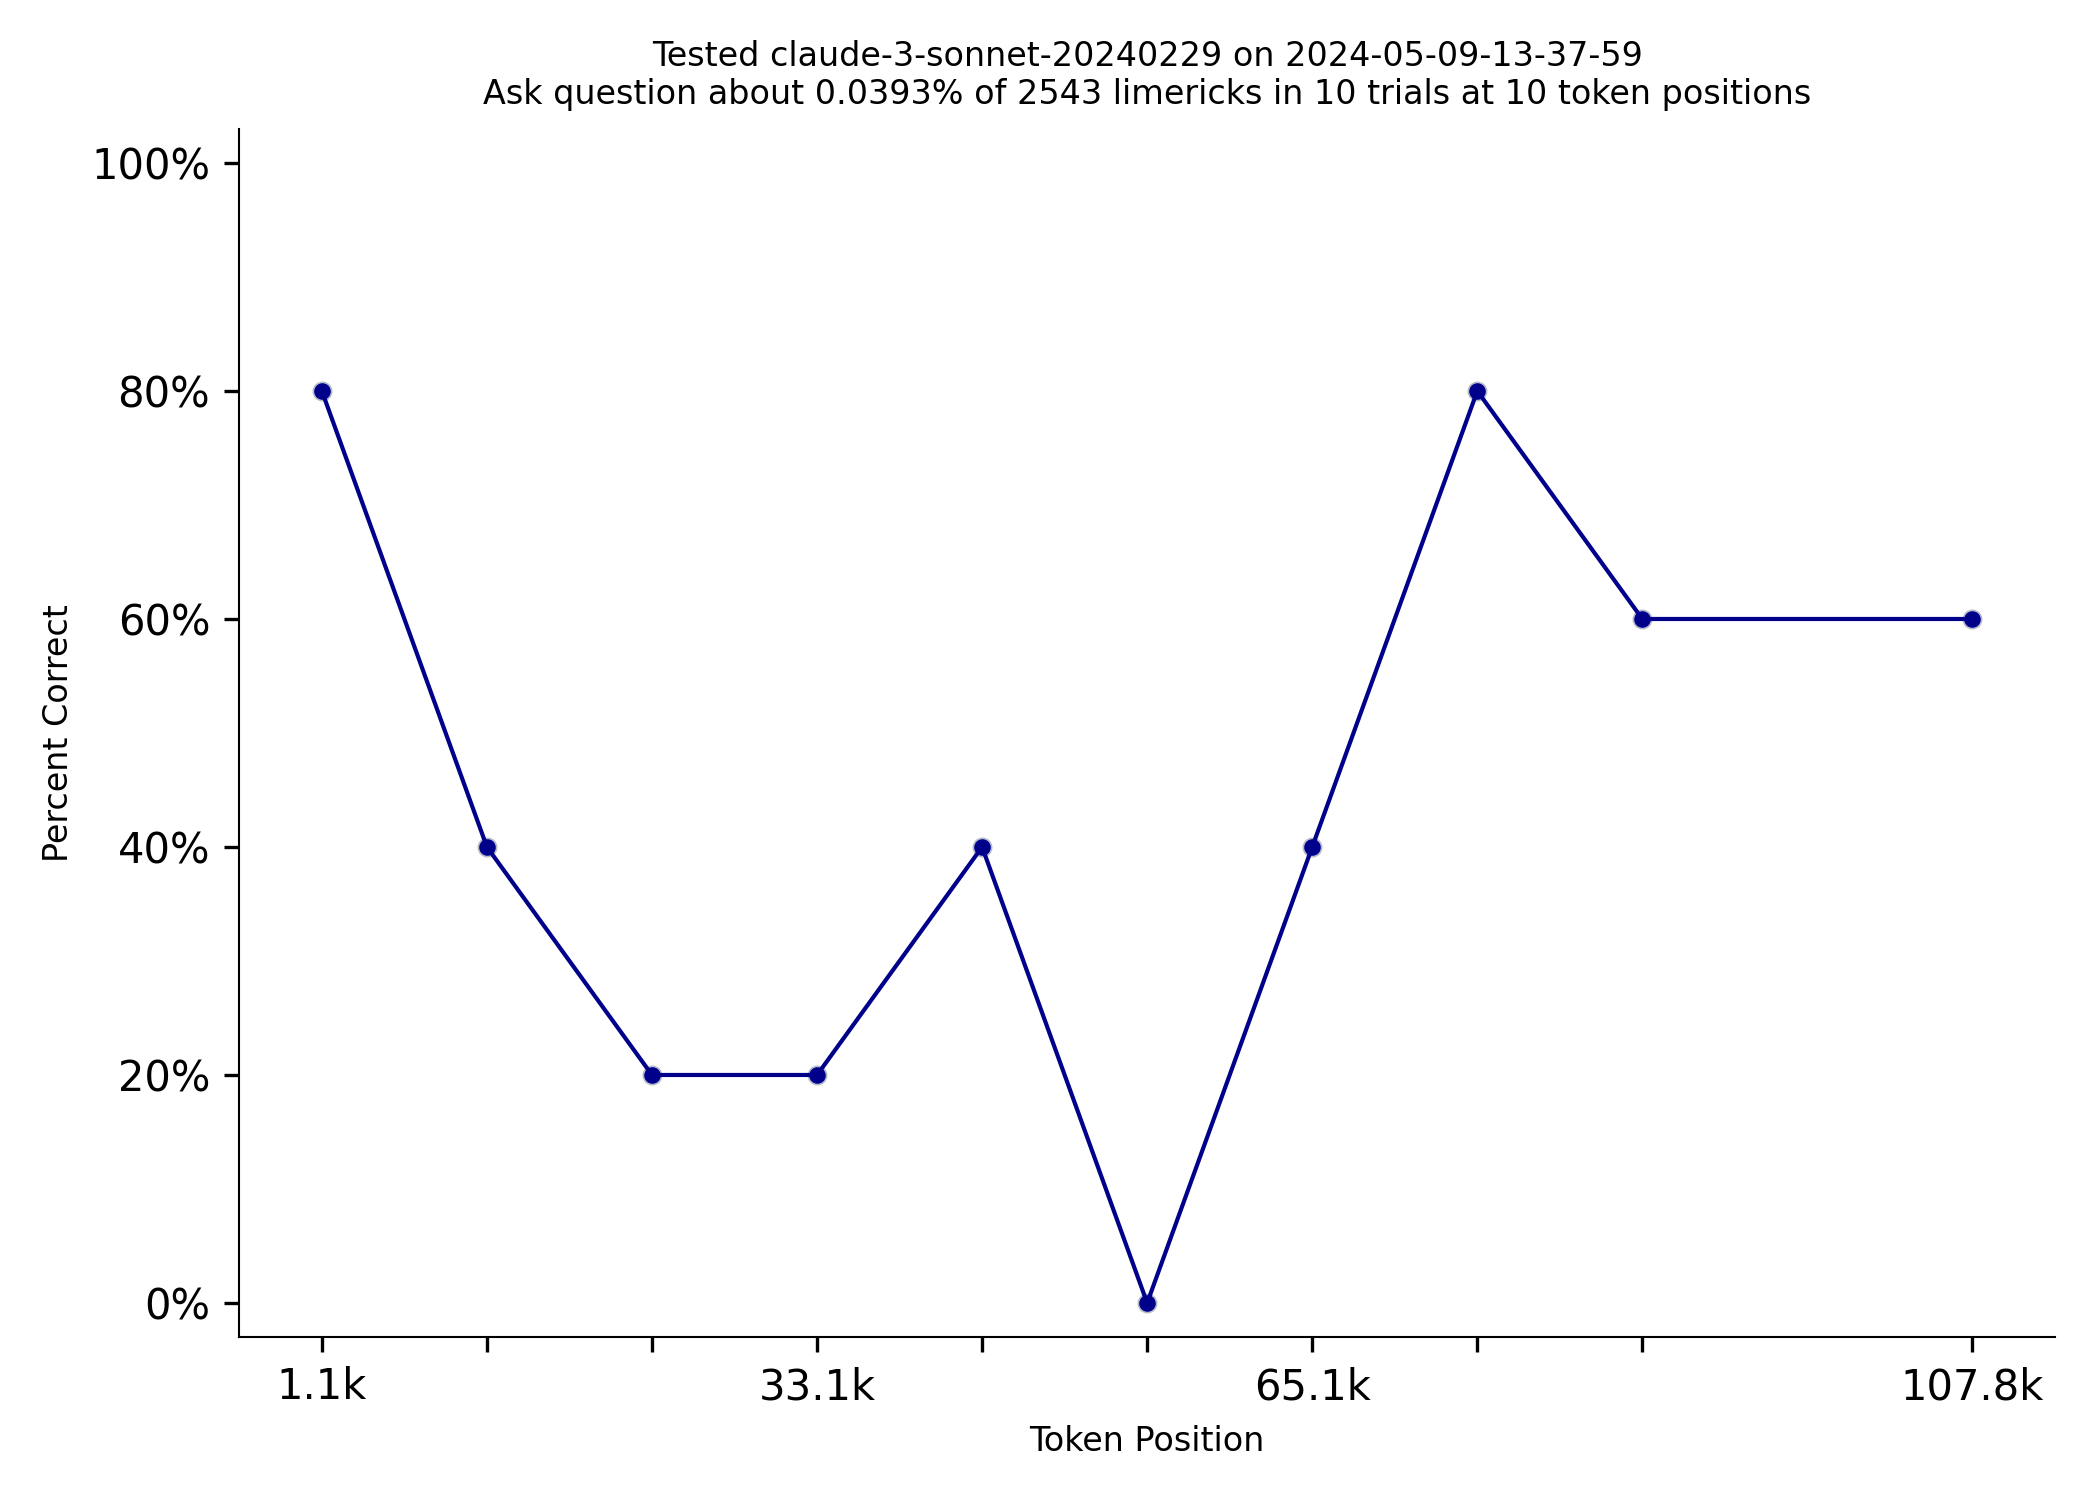 Tested claude-3-sonnet-20240229 on 2024-05-09-13-37-59
Ask question about 0.0393% of 2543 limericks in 10 trials at 10 token positions
100%
80%
60%
40%
20%
0%
Percent Correct
1.1k 33.1k 65.1k 107.8k
Token Position